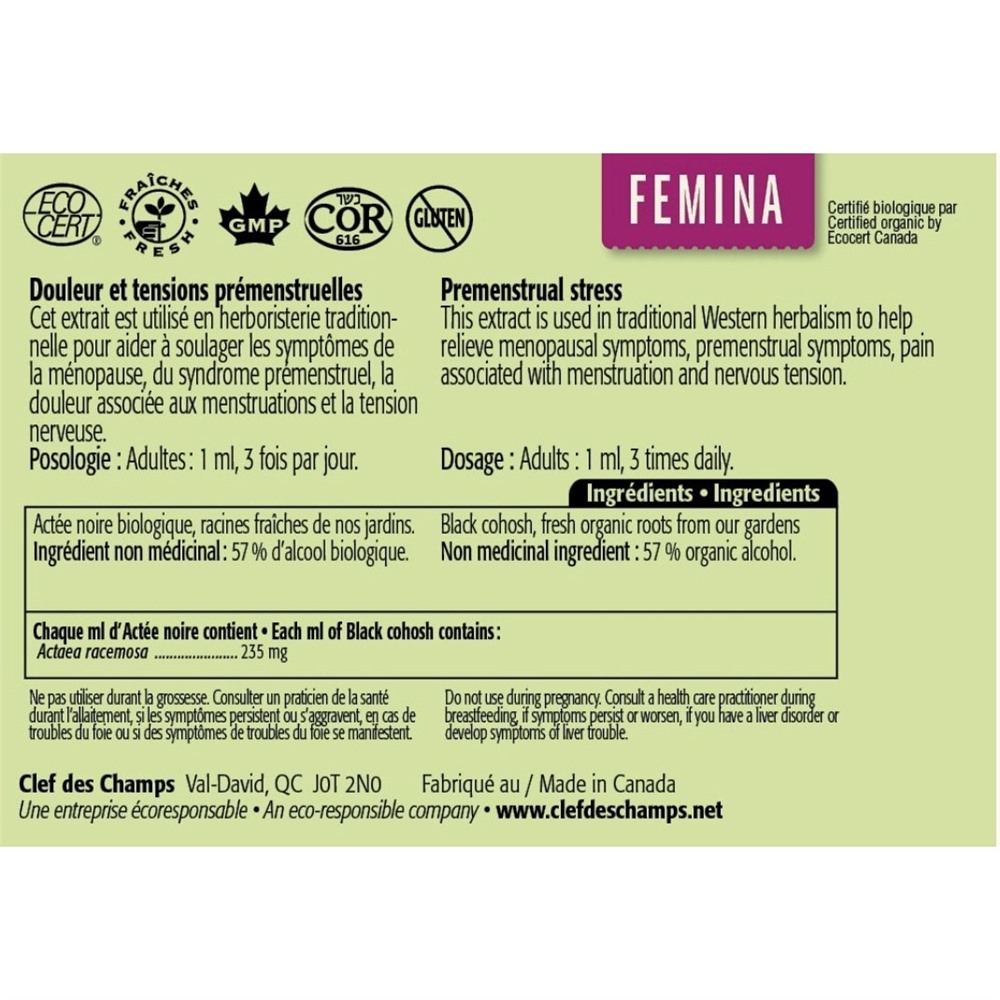 ECO
CERT
®
FRAÎCHES
FRESH
GMP
כשר
COR
616
GLUTEN
FEMINA
Certifié biologique par
Certified organic by
Ecocert Canada
Douleur et tensions prémenstruelles
Cet extrait est utilisé en herboristerie tradition-
nelle pour aider à soulager les symptômes de
la ménopause, du syndrome prémenstruel, la
douleur associée aux menstruations et la tension
nerveuse.
Posologie : Adultes : 1 ml, 3 fois par jour.
Premenstrual stress
This extract is used in traditional Western herbalism to help
relieve menopausal symptoms, premenstrual symptoms, pain
associated with menstruation and nervous tension.
Dosage : Adults : 1 ml, 3 times daily.
Ingrédients • Ingredients
Actée noire biologique, racines fraîches de nos jardins.
Ingrédient non médicinal : 57 % d'alcool biologique.
Black cohosh, fresh organic roots from our gardens
Non medicinal ingredient : 57 % organic alcohol.
Chaque ml d'Actée noire contient • Each ml of Black cohosh contains :
Actaea racemosa ...................... 235 mg
Ne pas utiliser durant la grossesse. Consulter un praticien de la santé
durant l'allaitement, si les symptômes persistent ou s'aggravent, en cas de
troubles du foie ou si des symptômes de troubles du foie se manifestent.
Do not use during pregnancy. Consult a health care practitioner during
breastfeeding, if symptoms persist or worsen, if you have a liver disorder or
develop symptoms of liver trouble.
Clef des Champs Val-David, QC J0T 2N0 Fabriqué au / Made in Canada
Une entreprise écoresponsable • An eco-responsible company • www.clefdeschamps.net